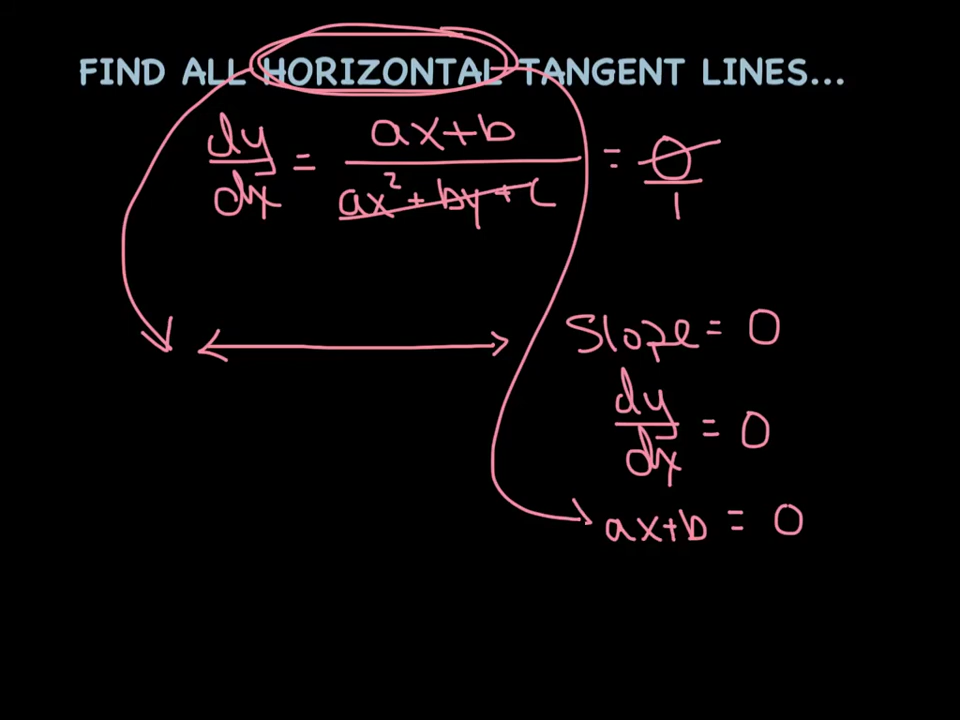 FIND ALL HORIZONTAL TANGENT LINES...
dy/dx = (ax+b)/(ax²+by+c) = 0/1
Slope = 0
dy/dx = 0
ax+b = 0